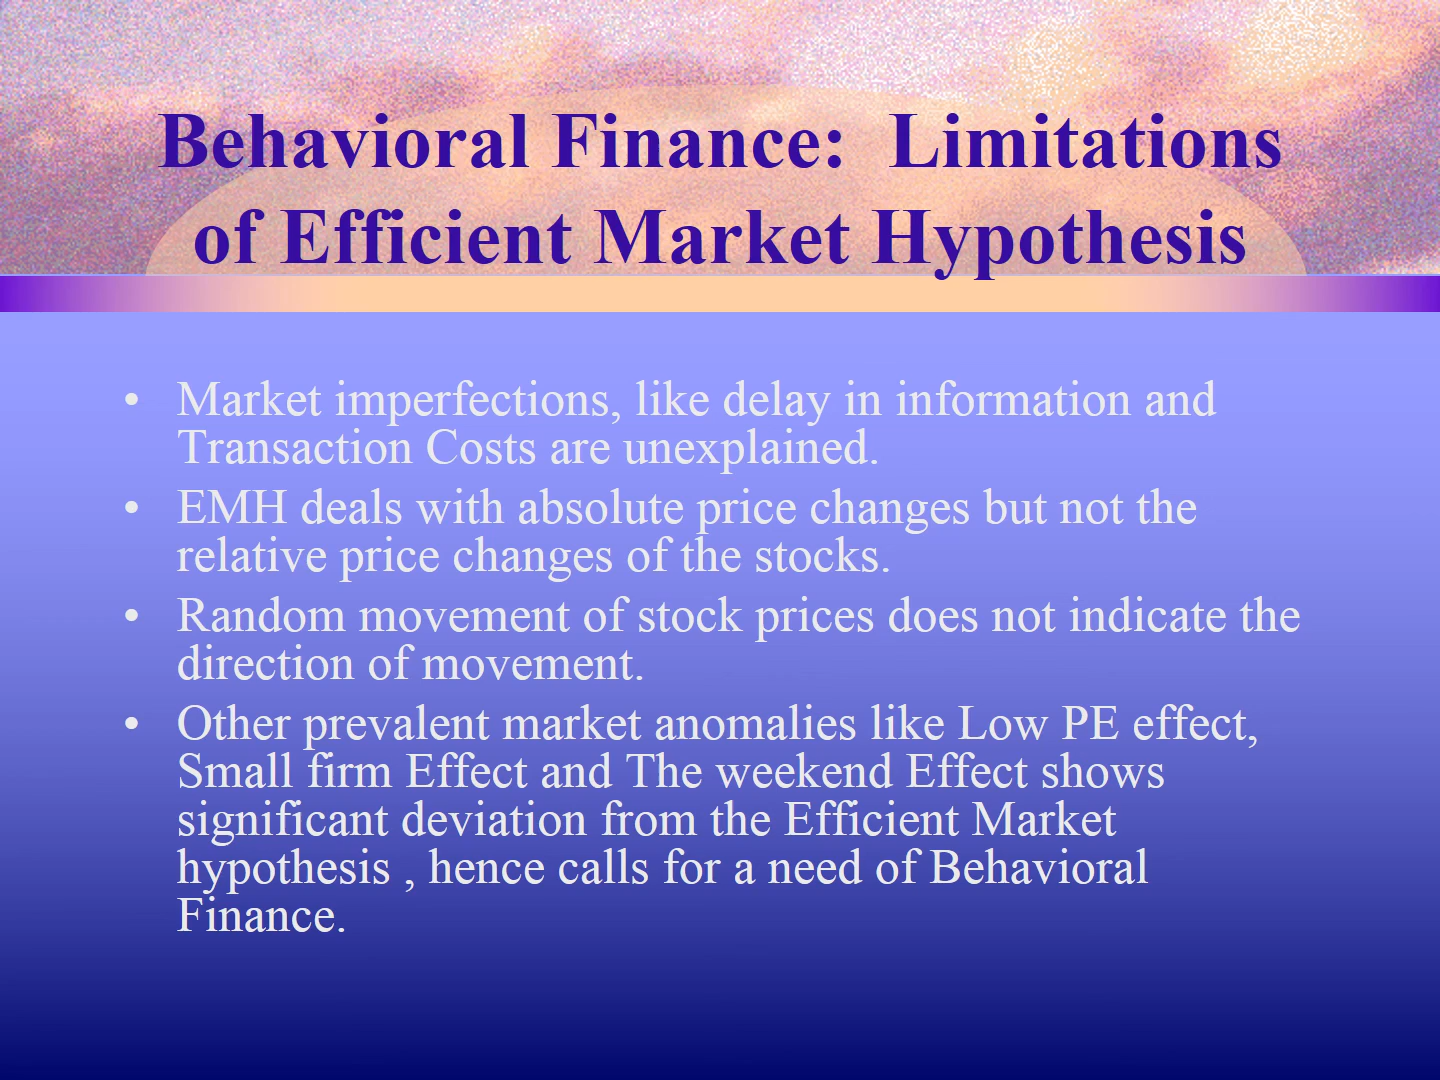 Behavioral Finance:  Limitations
of Efficient Market Hypothesis
• Market imperfections, like delay in information and
Transaction Costs are unexplained.
• EMH deals with absolute price changes but not the
relative price changes of the stocks.
• Random movement of stock prices does not indicate the
direction of movement.
• Other prevalent market anomalies like Low PE effect,
Small firm Effect and The weekend Effect shows
significant deviation from the Efficient Market
hypothesis , hence calls for a need of Behavioral
Finance.